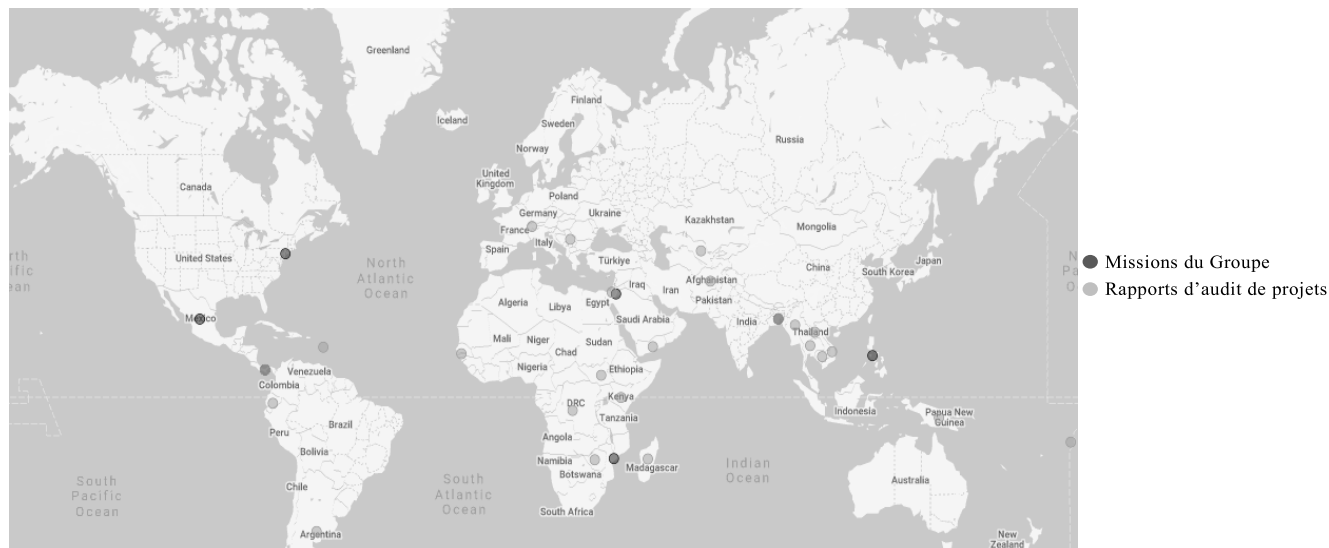 Greenland
Finland
Iceland
Sweden
Norway
Russia
United
Kingdom
Canada
Poland
Germany
Ukraine
Kazakhstan
Mongolia
France
Italy
Spain
United States
North
Atlantic
Ocean
Türkiye
China
South Korea
Japan
Missions du Groupe
Rapports d’audit de projets
Afghanistan
Iraq
Iran
Pakistan
Algeria
Libya
Egypt
Saudi Arabia
Mexico
India
Thailand
Mali
Niger
Chad
Sudan
Nigeria
Ethiopia
Venezuela
Colombia
DRC
Kenya
Tanzania
Indonesia
Papua New
Guinea
Peru
Brazil
Bolivia
Angola
Namibia
Botswana
Madagascar
Indian
Ocean
South
Pacific
Ocean
South
Atlantic
Ocean
Chile
Australia
South Africa
Argentina
New
Zealand